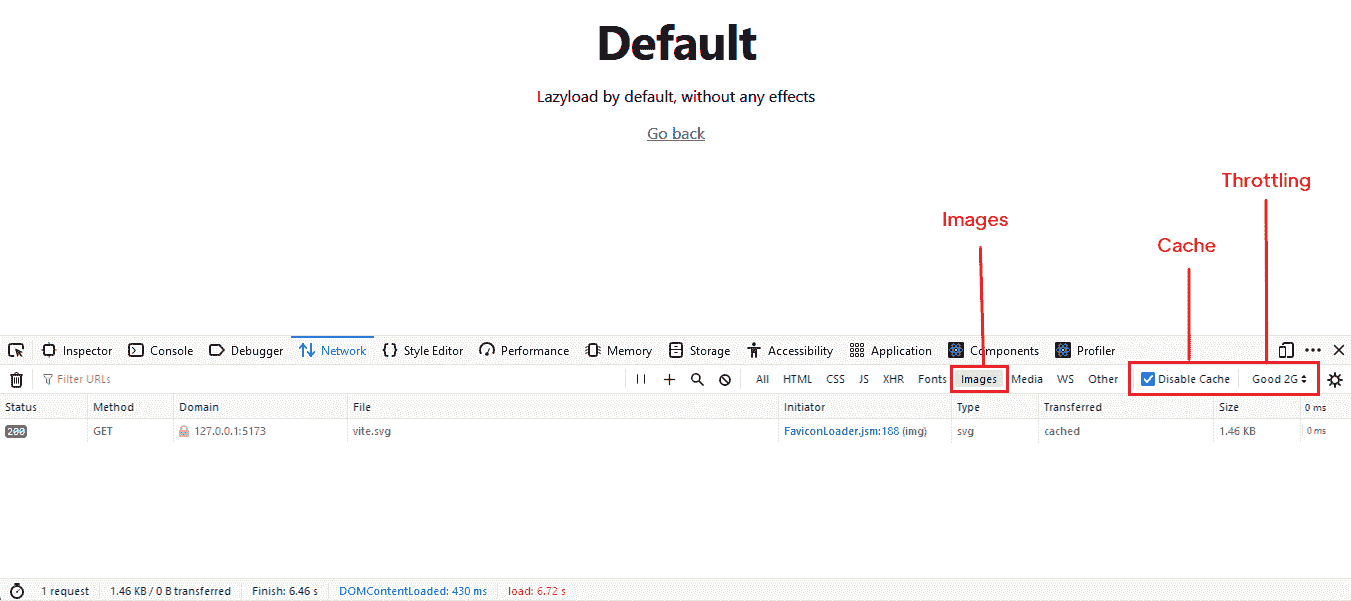 Default
Lazyload by default, without any effects
Go back
Throttling
Images
Cache
Inspector Console Debugger Network Style Editor Performance Memory Storage Accessibility Application Components Profiler
Filter URLs All HTML CSS JS XHR Fonts Images Media WS Other Disable Cache Good 2G
Status Method Domain File Initiator Type Transferred Size 0 ms
200 GET 127.0.0.1:5173 vite.svg FaviconLoader.jsm:188 (img) svg cached 1.46 KB 0 ms
1 request 1.46 KB / 0 B transferred Finish: 6.46 s DOMContentLoaded: 430 ms load: 6.72 s